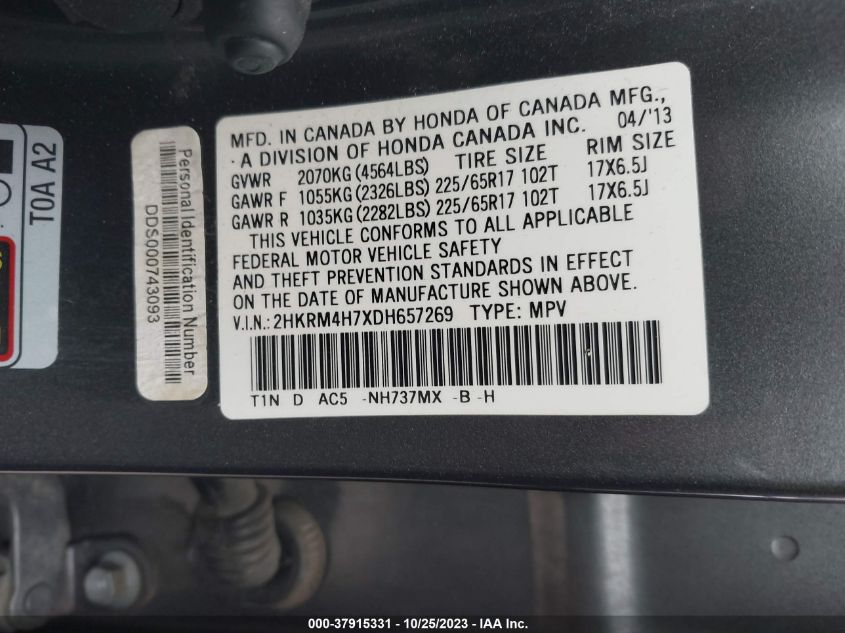 MFD. IN CANADA BY HONDA OF CANADA MFG.,
A DIVISION OF HONDA CANADA INC. 04/'13
GVWR 2070KG(4564LBS) TIRE SIZE RIM SIZE
GAWR F 1055KG(2326LBS) 225/65R17 102T 17X6.5J
GAWR R 1035KG(2282LBS) 225/65R17 102T 17X6.5J
THIS VEHICLE CONFORMS TO ALL APPLICABLE
FEDERAL MOTOR VEHICLE SAFETY
AND THEFT PREVENTION STANDARDS IN EFFECT
ON THE DATE OF MANUFACTURE SHOWN ABOVE.
V.I.N.: 2HKRM4H7XDH657269 TYPE: MPV
T1N D AC5 -NH737MX -B -H
Personal Identification Number
DDS000743093
T0A A2
000-37915331 - 10/25/2023 - IAA Inc.